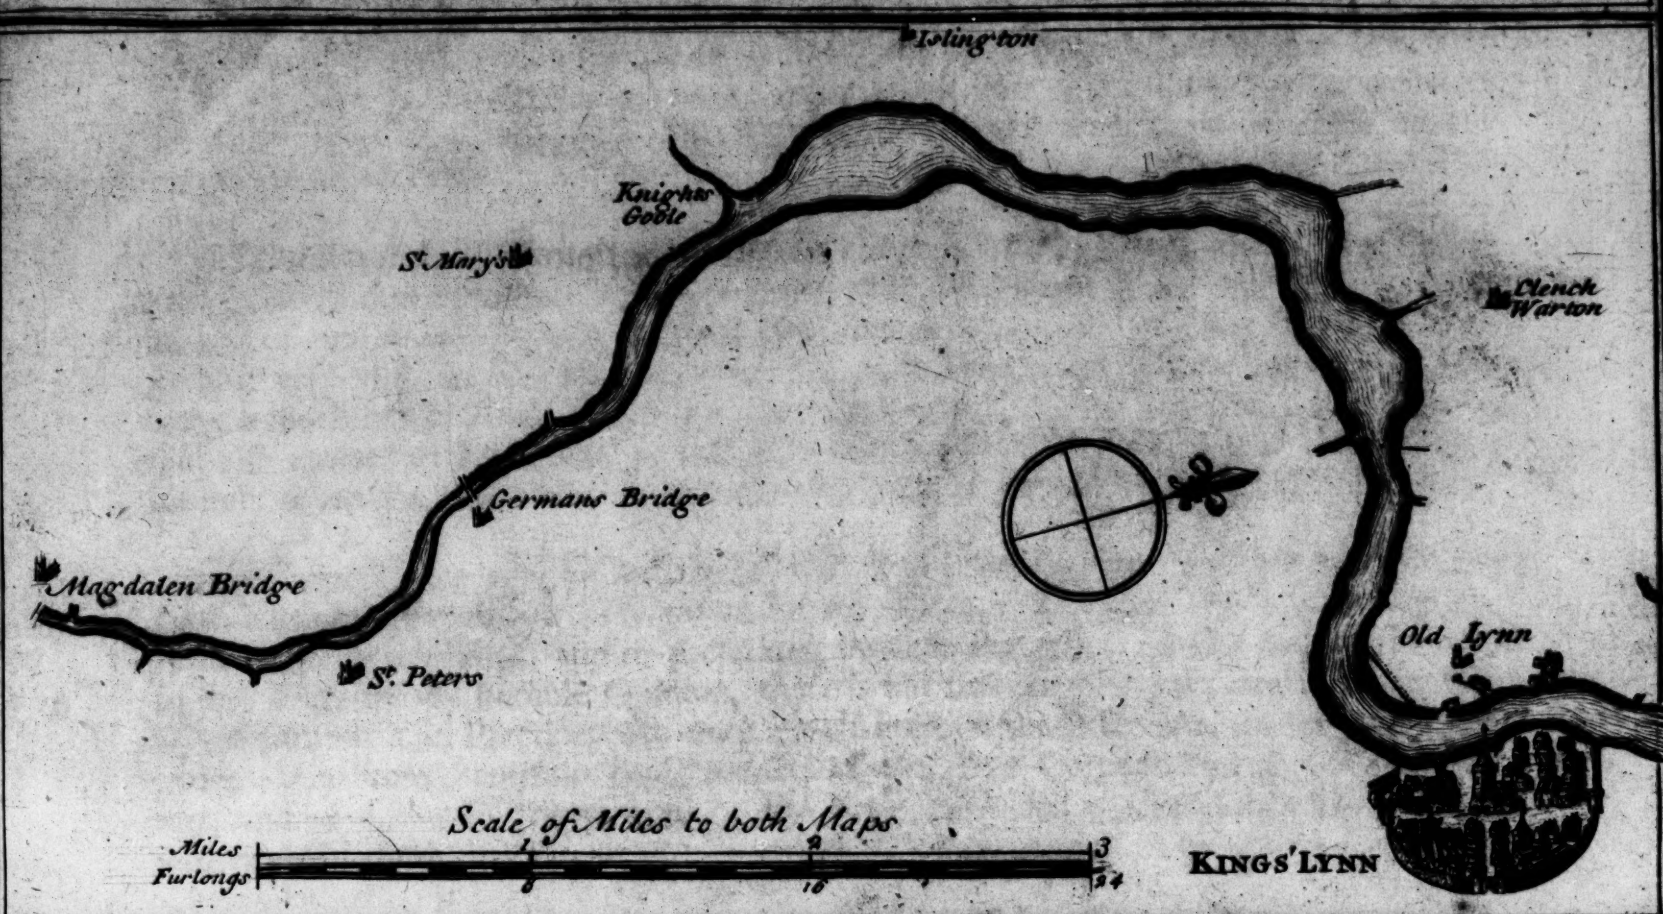 Islington
Knights
Goole
St. Mary's
Clench
Warton
Germans Bridge
Magdalen Bridge
St. Peters
Old Lynn
Scale of Miles to both Maps
Miles 1 2 3
Furlongs 8 16 24
KINGS' LYNN